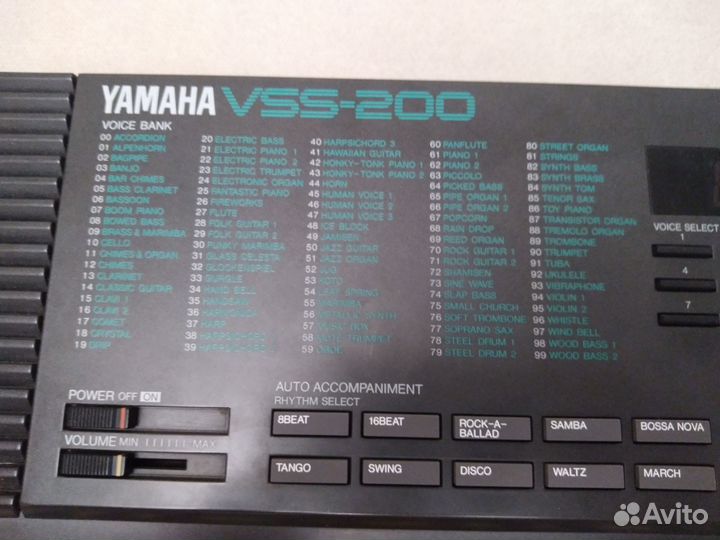 YAMAHA VSS-200
VOICE BANK
00 ACCORDION
01 ALPENHORN
02 BAGPIPE
03 BANJO
04 BAR CHIMES
05 BASS CLARINET
06 BASSOON
07 BOOM PIANO
08 BOWED BASS
09 BRASS & MARIMBA
10 CELLO
11 CHIMES & ORGAN
12 CHIMES
13 CLARINET
14 CLASSIC GUITAR
15 CLAVI 1
16 CLAVI 2
17 COMET
18 CRYSTAL
19 DRIP
20 ELECTRIC BASS
21 ELECTRIC PIANO 1
22 ELECTRIC PIANO 2
23 ELECTRIC TRUMPET
24 ELECTRONIC ORGAN
25 FANTASTIC PIANO
26 FIREWORKS
27 FLUTE
28 FOLK GUITAR 1
29 FOLK GUITAR 2
30 FUNKY MARIMBA
31 GLASS CELESTA
32 GLOCKENSPIEL
33 GURGLE
34 HAND BELL
35 HANDSAW
36 HARMONICA
37 HARP
38 HARPSICHORD
39 HARPSICHORD
40 HARPSICHORD 3
41 HAWAIIAN GUITAR
42 HONKY-TONK PIANO 1
43 HONKY-TONK PIANO 2
44 HORN
45 HUMAN VOICE 1
46 HUMAN VOICE 2
47 HUMAN VOICE 3
48 ICE BLOCK
49 JAMISEN
50 JAZZ GUITAR
51 JAZZ ORGAN
52 JUG
53 KOTO
54 LEAF SPRING
55 MARIMBA
56 METALLIC SYNTH
57 MUSIC BOX
58 MUTE TRUMPET
59 OBOE
60 PANFLUTE
61 PIANO 1
62 PIANO 2
63 PICCOLO
64 PICKED BASS
65 PIPE ORGAN 1
66 PIPE ORGAN 2
67 POPCORN
68 RAIN DROP
69 REED ORGAN
70 ROCK GUITAR 1
71 ROCK GUITAR 2
72 SHAMISEN
73 SINE WAVE
74 SLAP BASS
75 SMALL CHURCH
76 SOFT TROMBONE
77 SOPRANO SAX
78 STEEL DRUM 1
79 STEEL DRUM 2
80 STREET ORGAN
81 STRINGS
82 SYNTH BASS
83 SYNTH BRASS
84 SYNTH TOM
85 TENOR SAX
86 TOY PIANO
87 TRANSISTOR ORGAN
88 TREMOLO ORGAN
89 TROMBONE
90 TRUMPET
91 TUBA
92 UKULELE
93 VIBRAPHONE
94 VIOLIN 1
95 VIOLIN 2
96 WHISTLE
97 WIND BELL
98 WOOD BASS 1
99 WOOD BASS 2
VOICE SELECT
1
4
7
POWER OFF ON
VOLUME MIN MAX
AUTO ACCOMPANIMENT
RHYTHM SELECT
8BEAT
16BEAT
ROCK-A-
BALLAD
SAMBA
BOSSA NOVA
TANGO
SWING
DISCO
WALTZ
MARCH
Avito